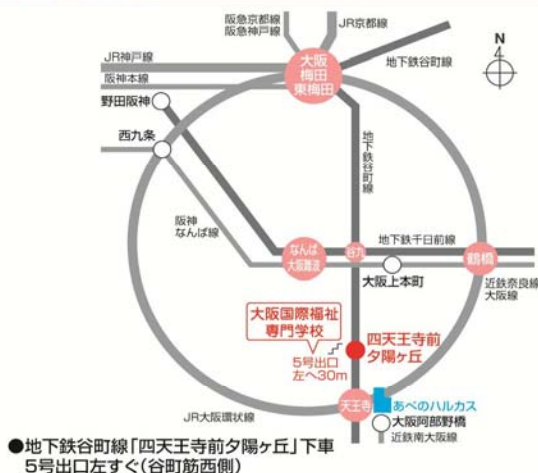 阪急京都線
阪急神戸線
JR京都線
JR神戸線
阪神本線
大阪
梅田
東梅田
地下鉄谷町線
N
野田阪神
西九条
地下鉄谷町線
阪神
なんば線
なんば
大阪難波
谷九
地下鉄千日前線
鶴橋
大阪上本町
近鉄奈良線
大阪線
大阪国際福祉
専門学校
5号出口
左へ30m
四天王寺前
夕陽ヶ丘
天王寺
あべのハルカス
大阪阿部野橋
JR大阪環状線
近鉄南大阪線
●地下鉄谷町線「四天王寺前夕陽ヶ丘」下車
5号出口左すぐ(谷町筋西側)